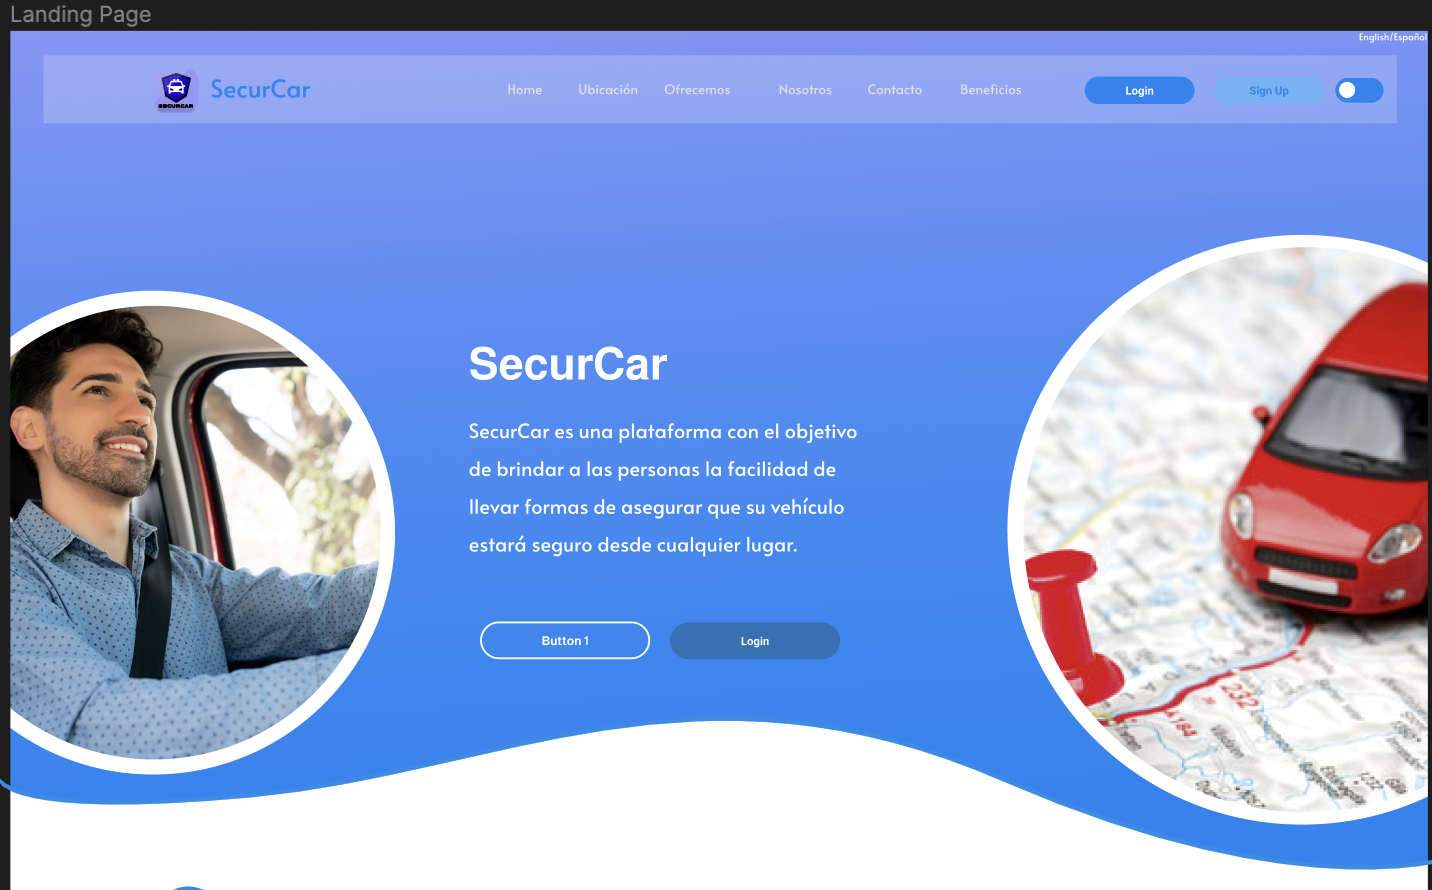 Landing Page
English/Español
SECURCAR
SecurCar
Home
Ubicación
Ofrecemos
Nosotros
Contacto
Beneficios
Login
Sign Up
SecurCar
SecurCar es una plataforma con el objetivo
de brindar a las personas la facilidad de
llevar formas de asegurar que su vehículo
estará seguro desde cualquier lugar.
Button 1
Login
232
A184